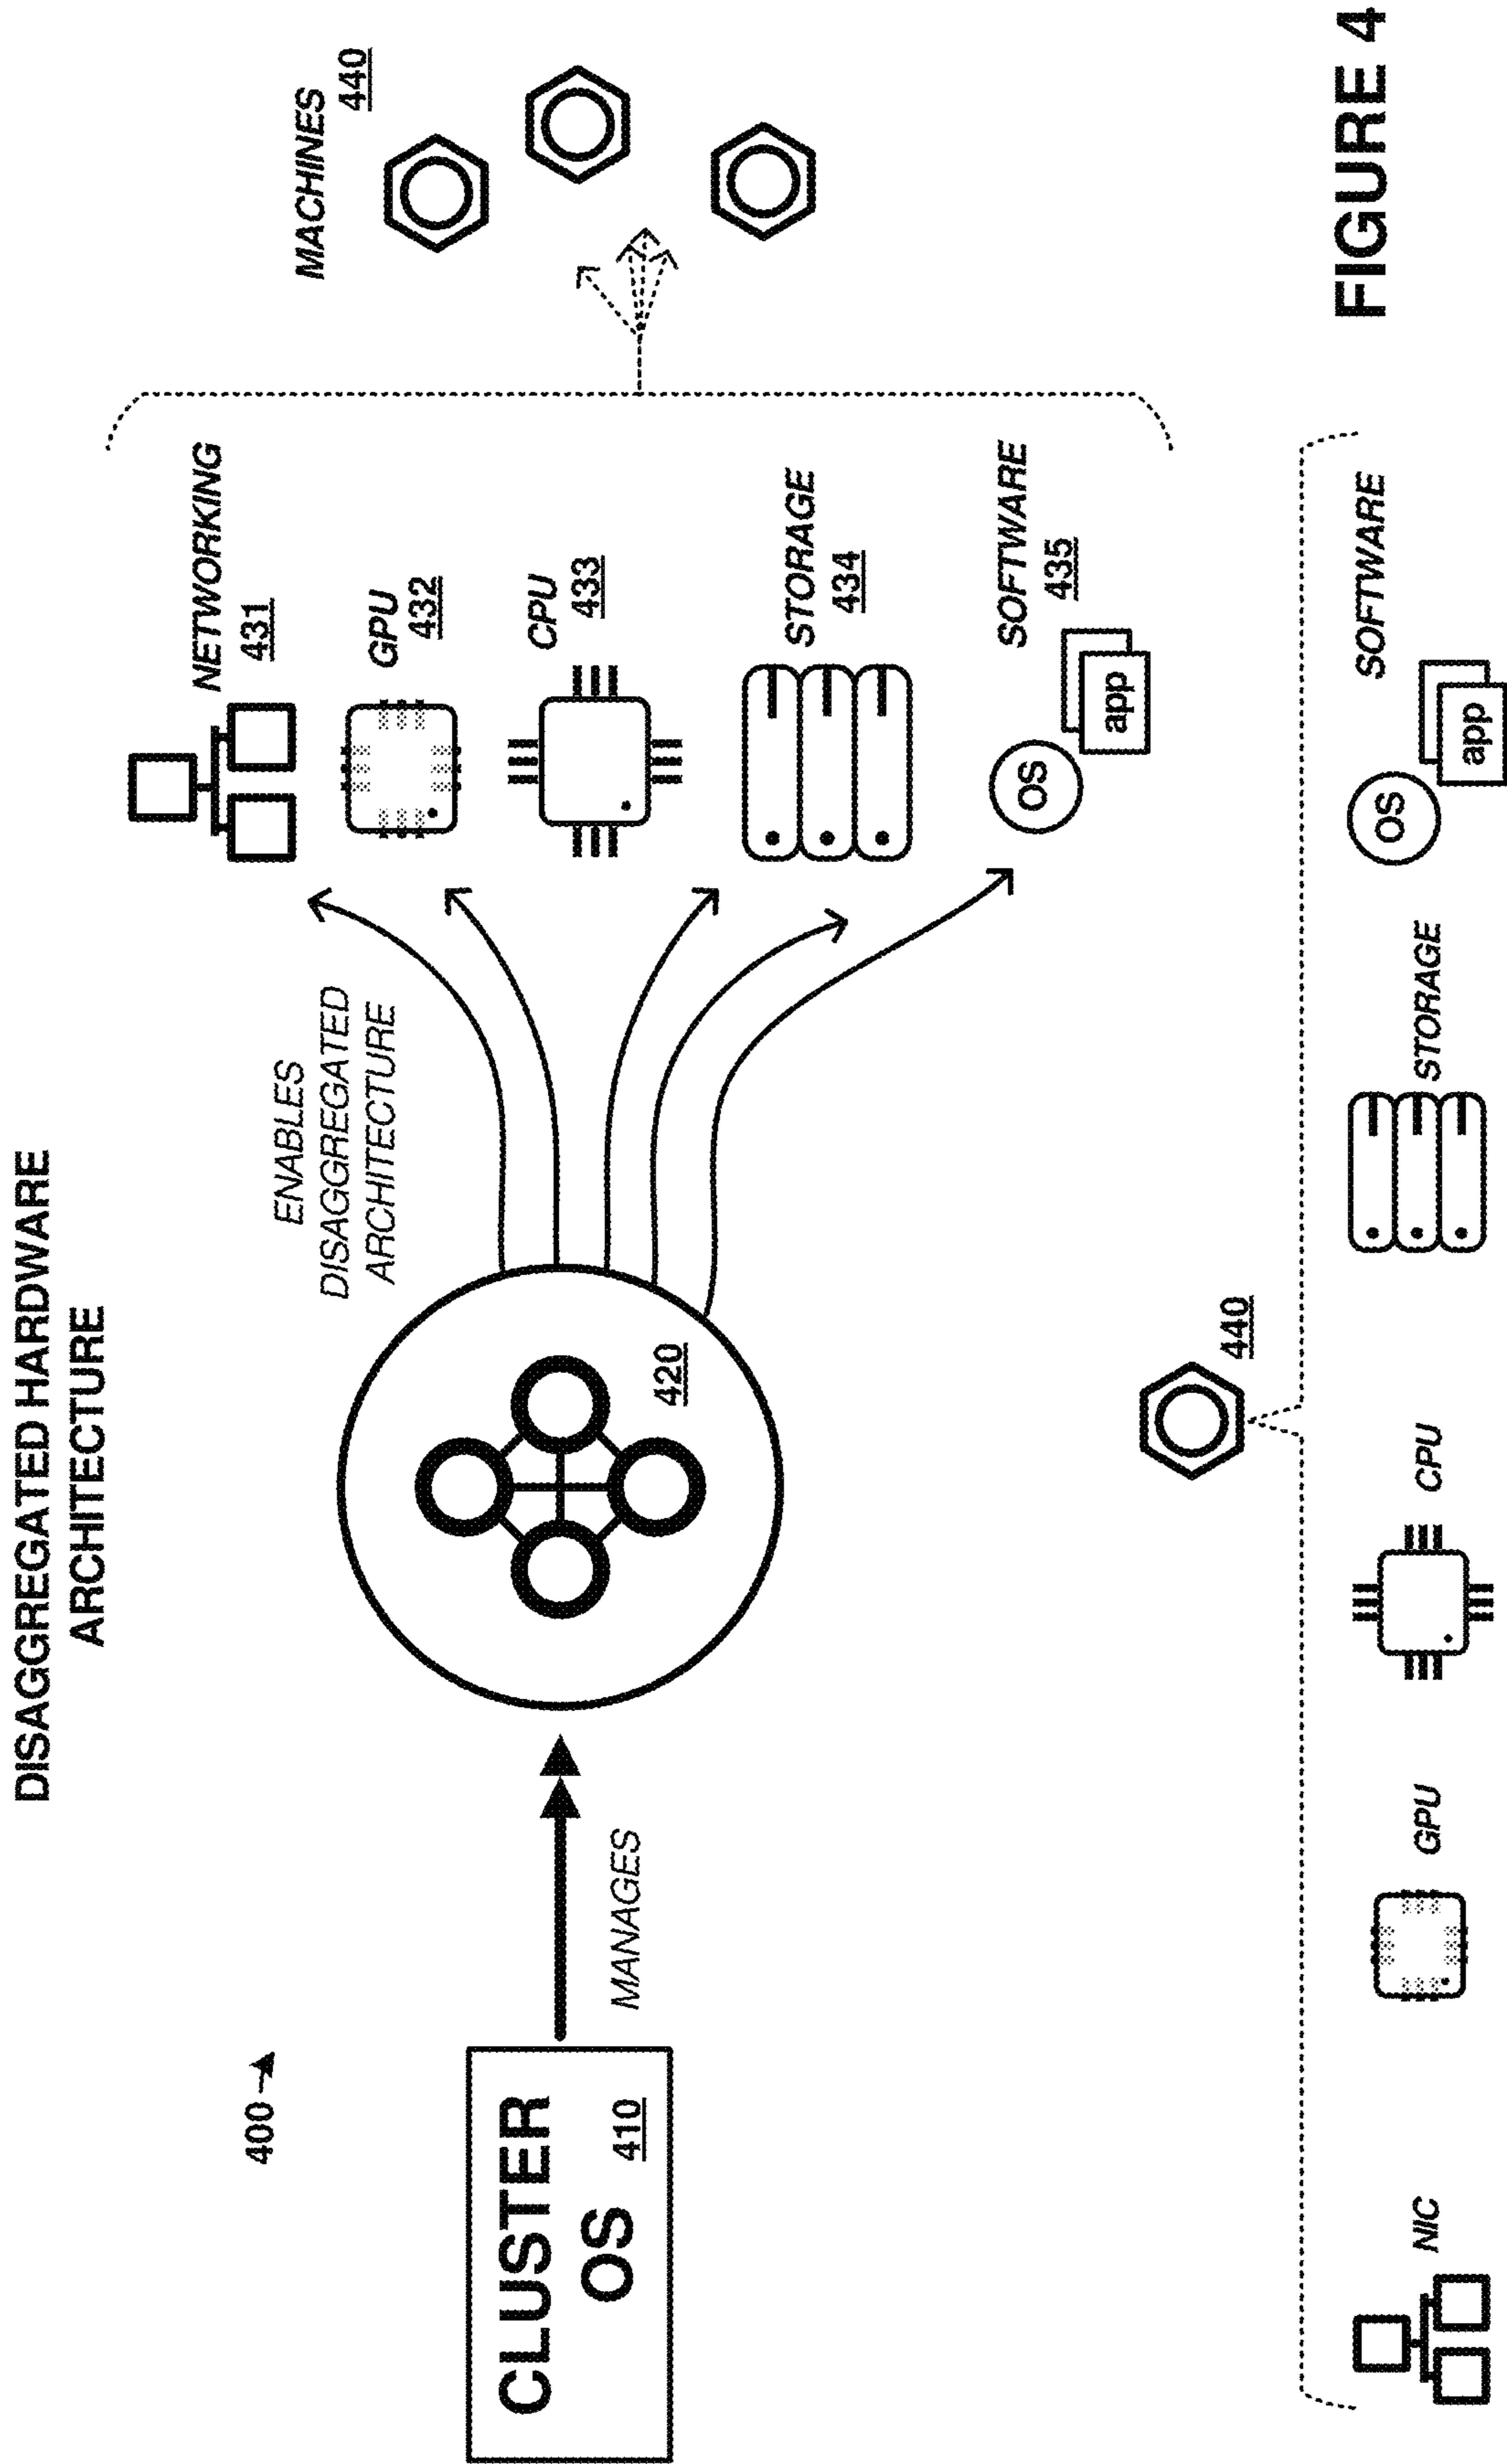 DISAGGREGATED HARDWARE
ARCHITECTURE
400
CLUSTER
OS 410
MANAGES
420
ENABLES
DISAGGREGATED
ARCHITECTURE
NETWORKING
431
GPU
432
CPU
433
STORAGE
434
SOFTWARE
435
OS
app
MACHINES
440
440
NIC
GPU
CPU
STORAGE
OS
app
SOFTWARE
FIGURE 4